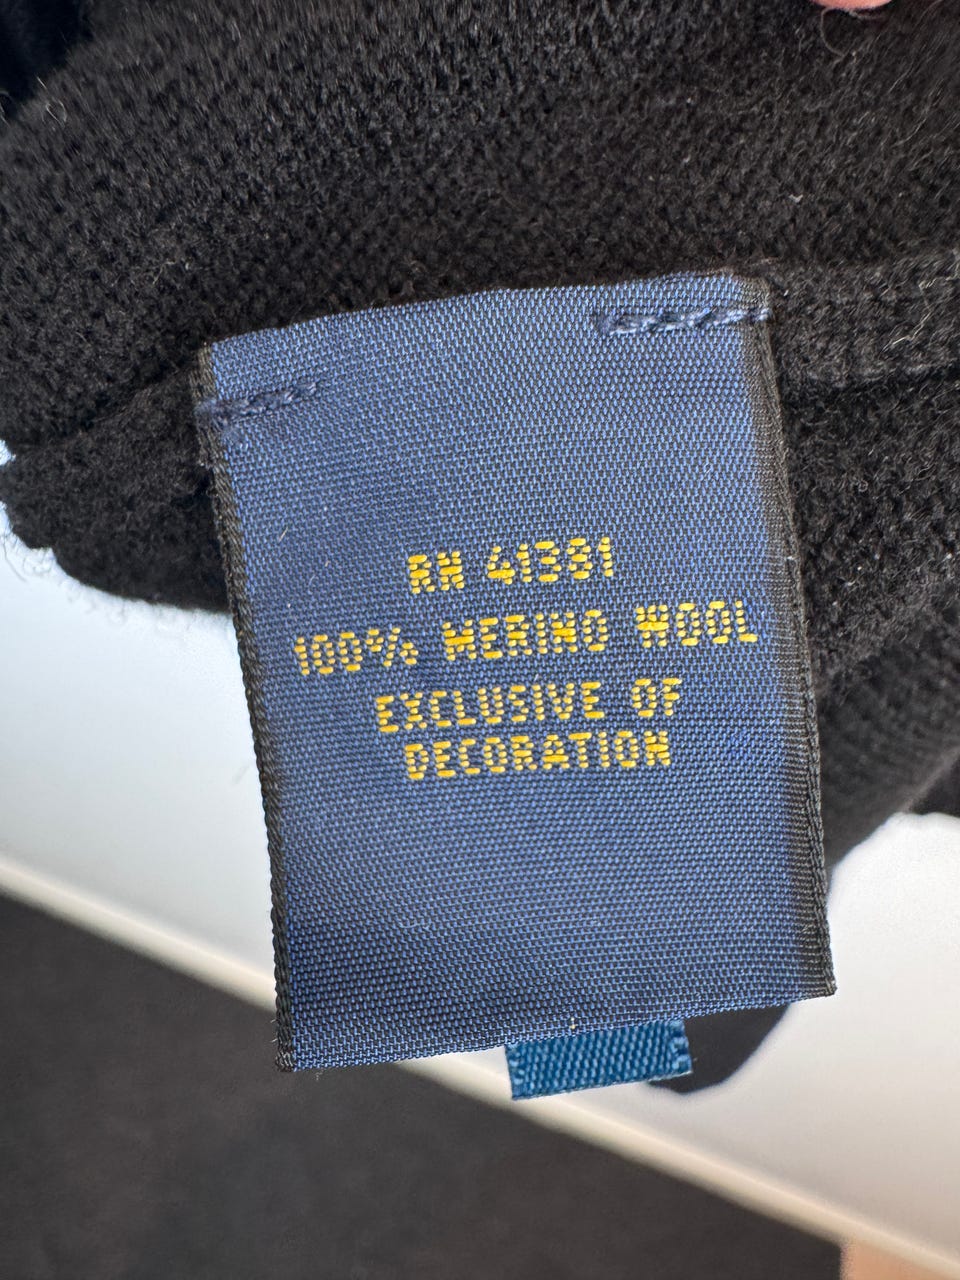 RN 41381
100% MERINO WOOL
EXCLUSIVE OF
DECORATION